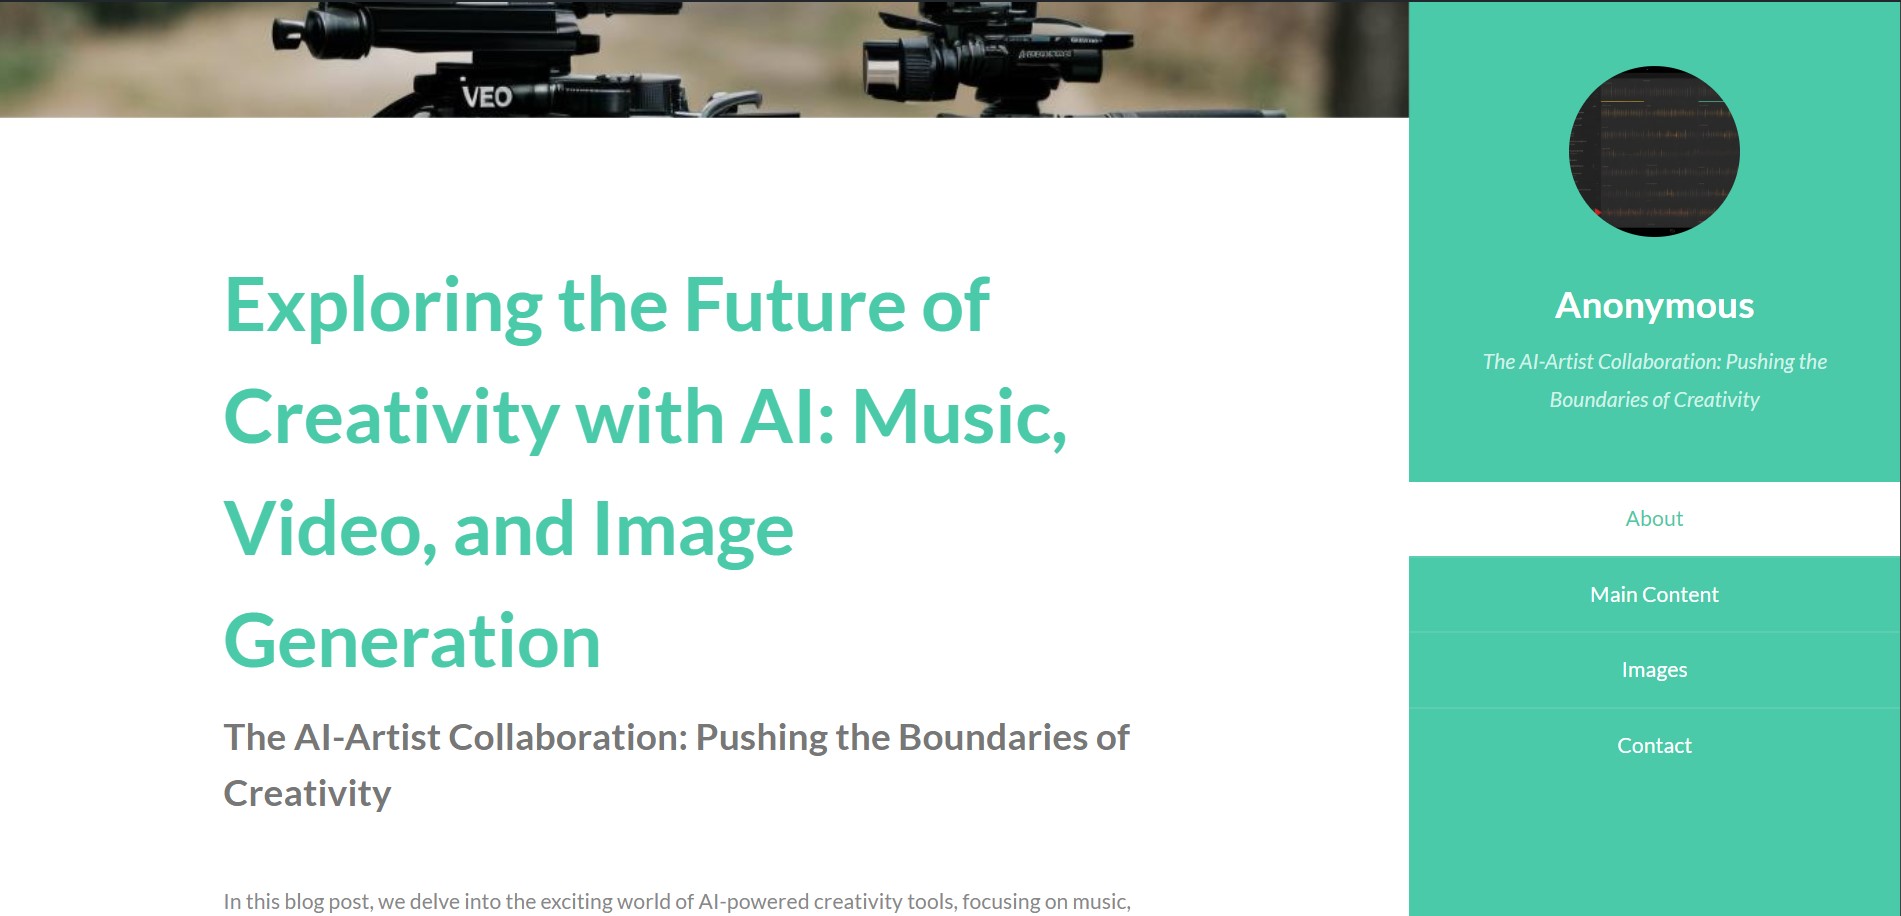 VEO
Exploring the Future of
Creativity with AI: Music,
Video, and Image
Generation
The AI-Artist Collaboration: Pushing the Boundaries of
Creativity
In this blog post, we delve into the exciting world of AI-powered creativity tools, focusing on music,
Anonymous
The AI-Artist Collaboration: Pushing the
Boundaries of Creativity
About
Main Content
Images
Contact